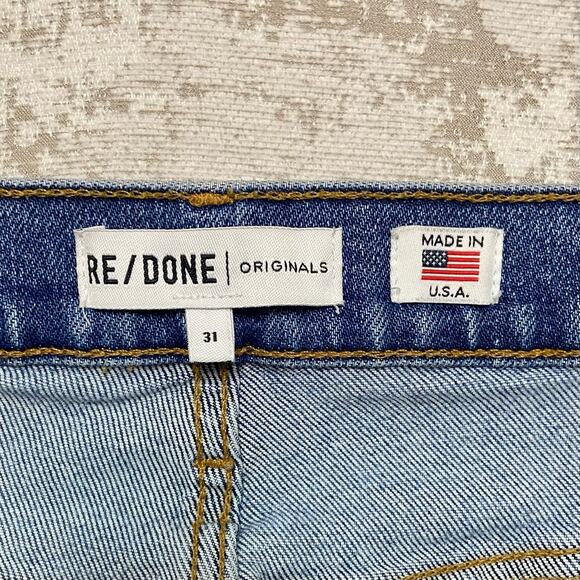 RE/DONE | ORIGINALS
31
MADE IN
U.S.A.